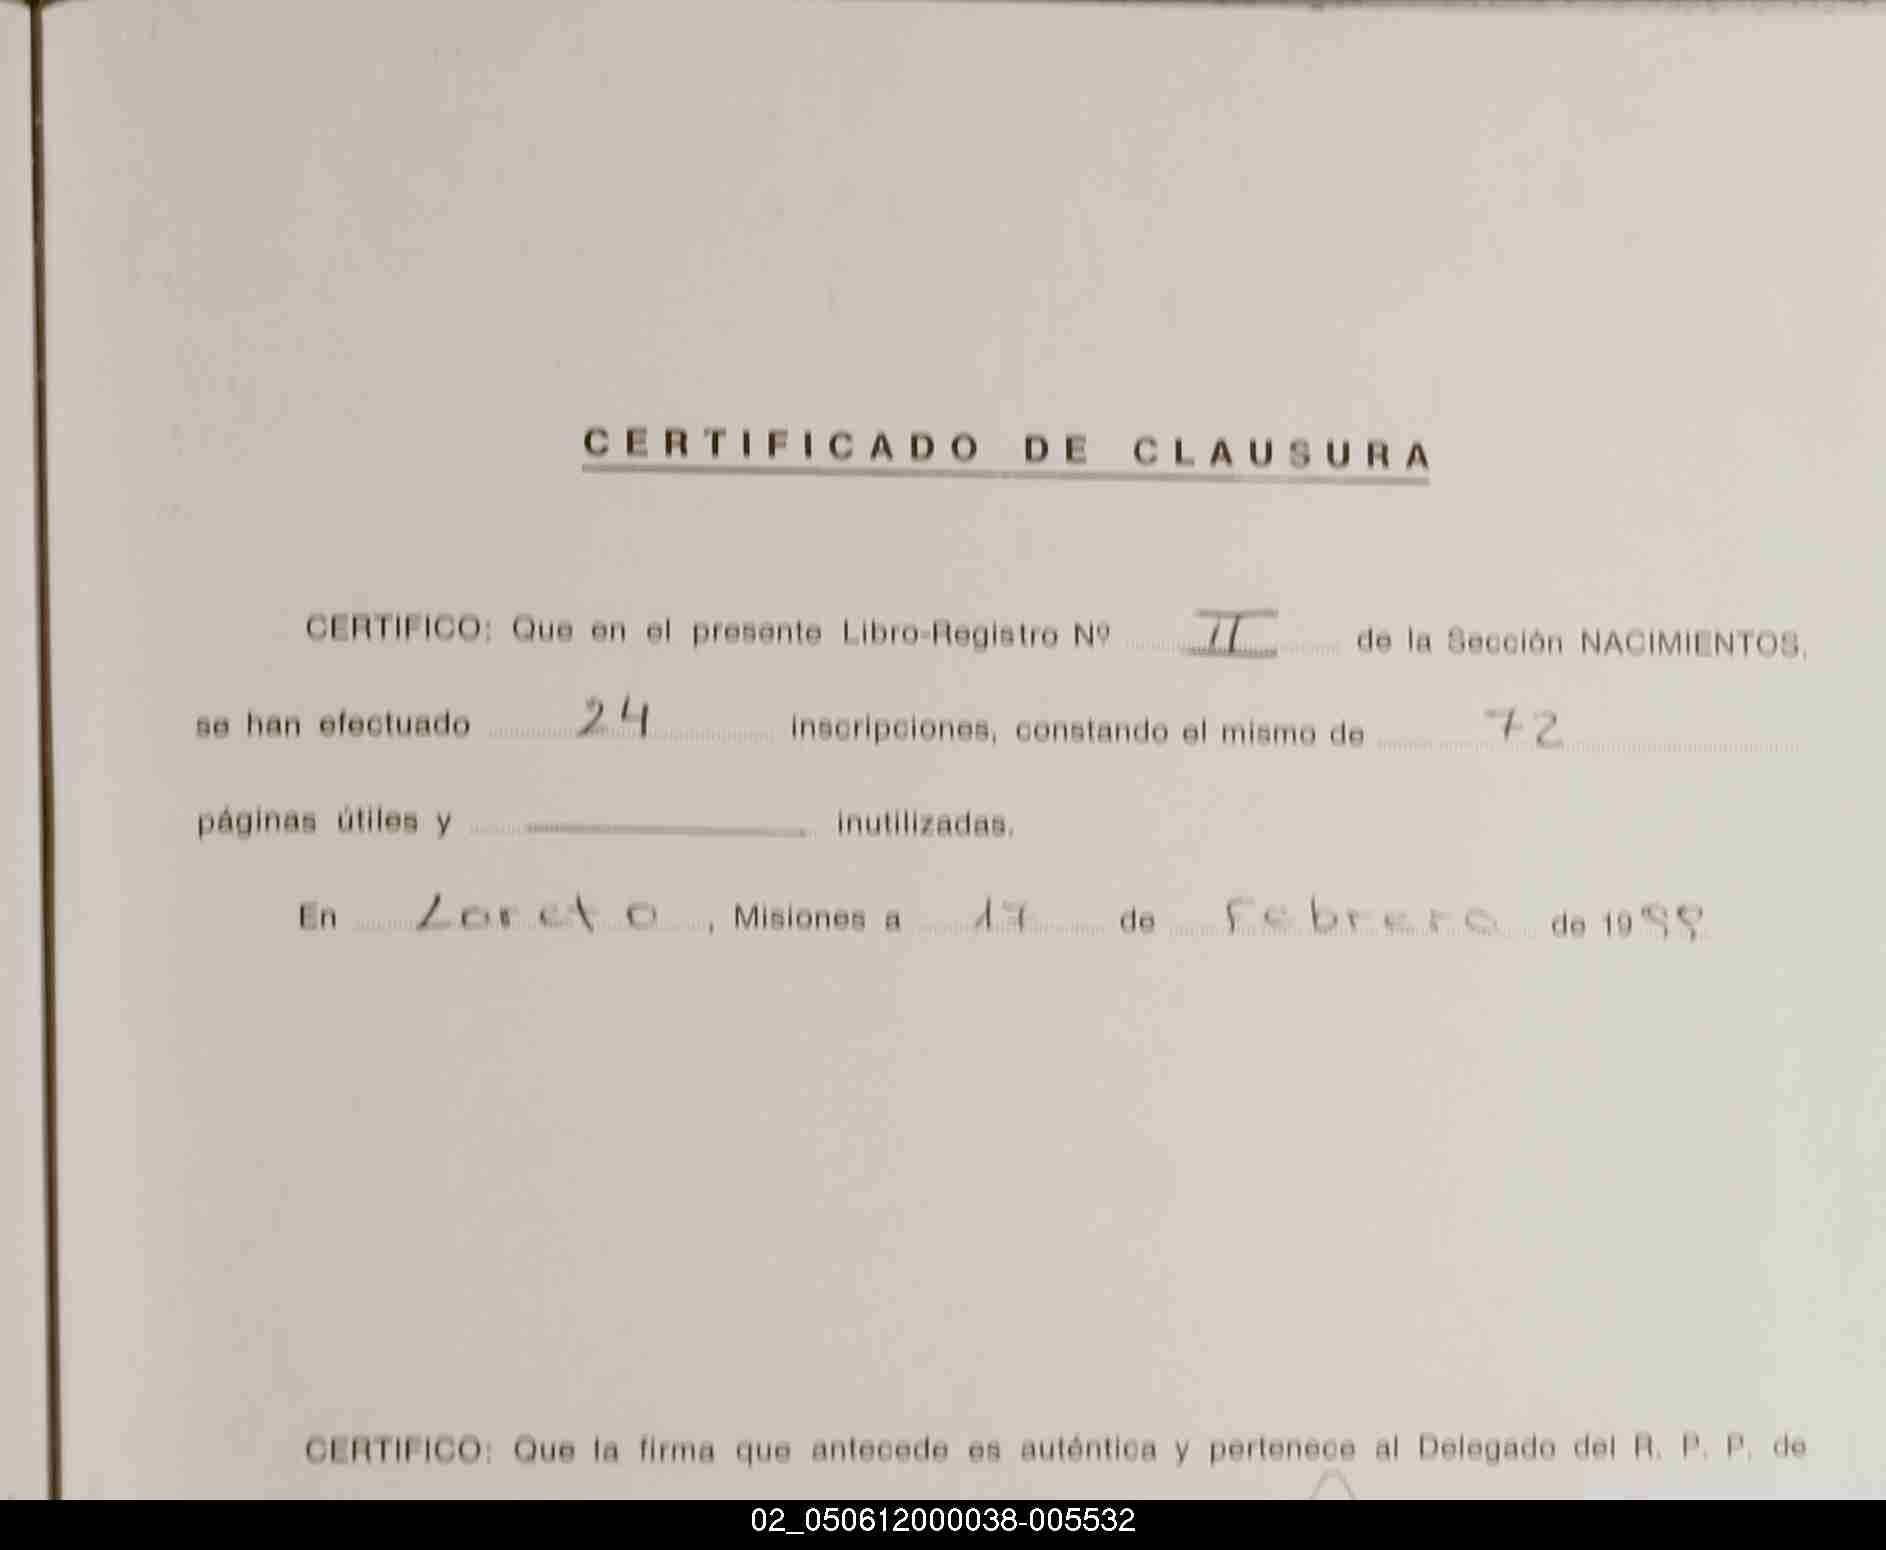 CERTIFICADO DE CLAUSURA
CERTIFICO: Que en el presente Libro-Registro Nº II de la Sección NACIMIENTOS,
se han efectuado 24 inscripciones, constando el mismo de 72
páginas útiles y inutilizadas.
En Loreto, Misiones a 17 de Febrero de 1999
CERTIFICO: Que la firma que antecede es auténtica y pertenece al Delegado del R. P. P. de
02_050612000038-005532